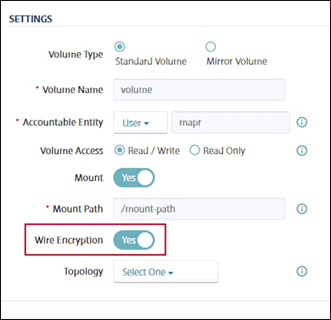 SETTINGS
Volume Type Standard Volume Mirror Volume
* Volume Name volume
* Accountable Entity User mapr
Volume Access Read / Write Read Only
Mount Yes
* Mount Path /mount-path
Wire Encryption Yes
Topology Select One